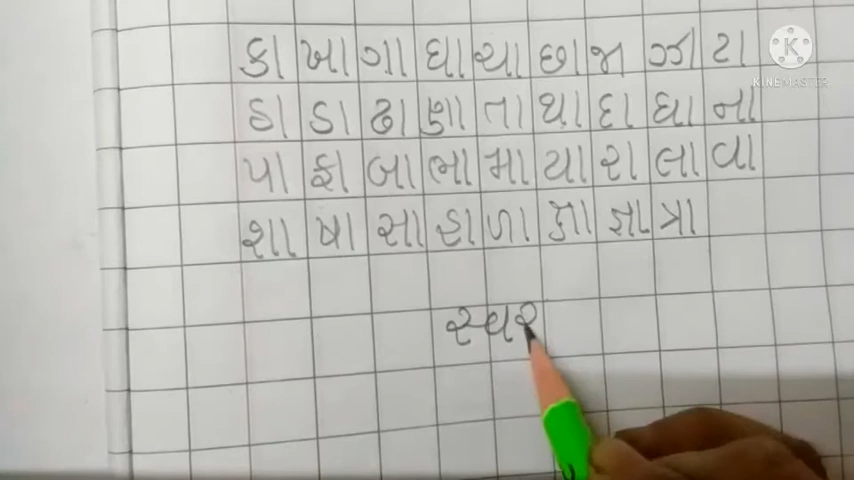 કા ખા ગા ઘા ચા છા જા ઝા ટા
ઠા ડા ઢા ણા તા થા દા ધા ના
પા ફા બા ભા મા યા રા લા વા
શા ષા સા હા ળા ક્ષા જ્ઞા ત્રા
સ્વર
K
KINEMASTER